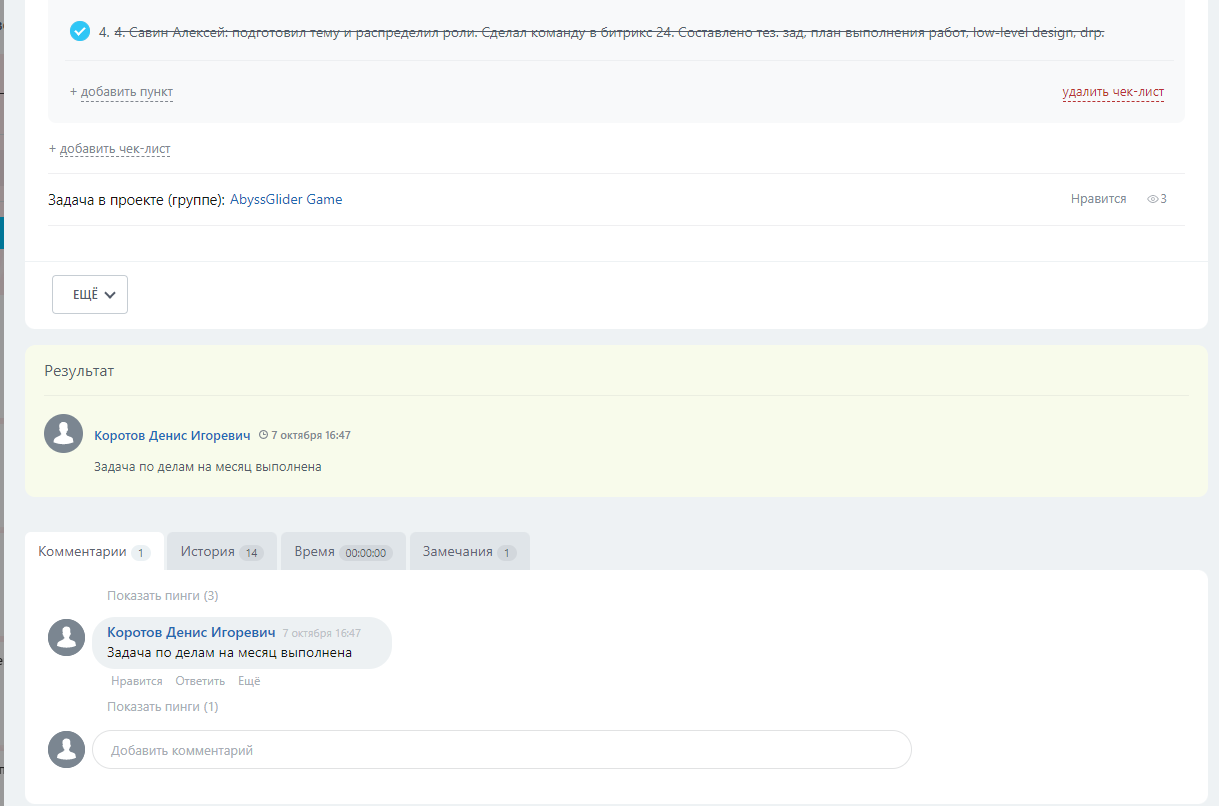 4. 4. Савин Алексей: подготовил тему и распределил роли. Сделал команду в битрикс 24. Составлено тез. зад, план выполнения работ, low-level design, drp.
+ добавить пункт
удалить чек-лист
+ добавить чек-лист
Задача в проекте (группе): AbyssGlider Game
Нравится 3
ЕЩЁ
Результат
Коротов Денис Игоревич 7 октября 16:47
Задача по делам на месяц выполнена
Комментарии 1 История 14 Время 00:00:00 Замечания 1
Показать пинги (3)
Коротов Денис Игоревич 7 октября 16:47
Задача по делам на месяц выполнена
Нравится Ответить Ещё
Показать пинги (1)
Добавить комментарий